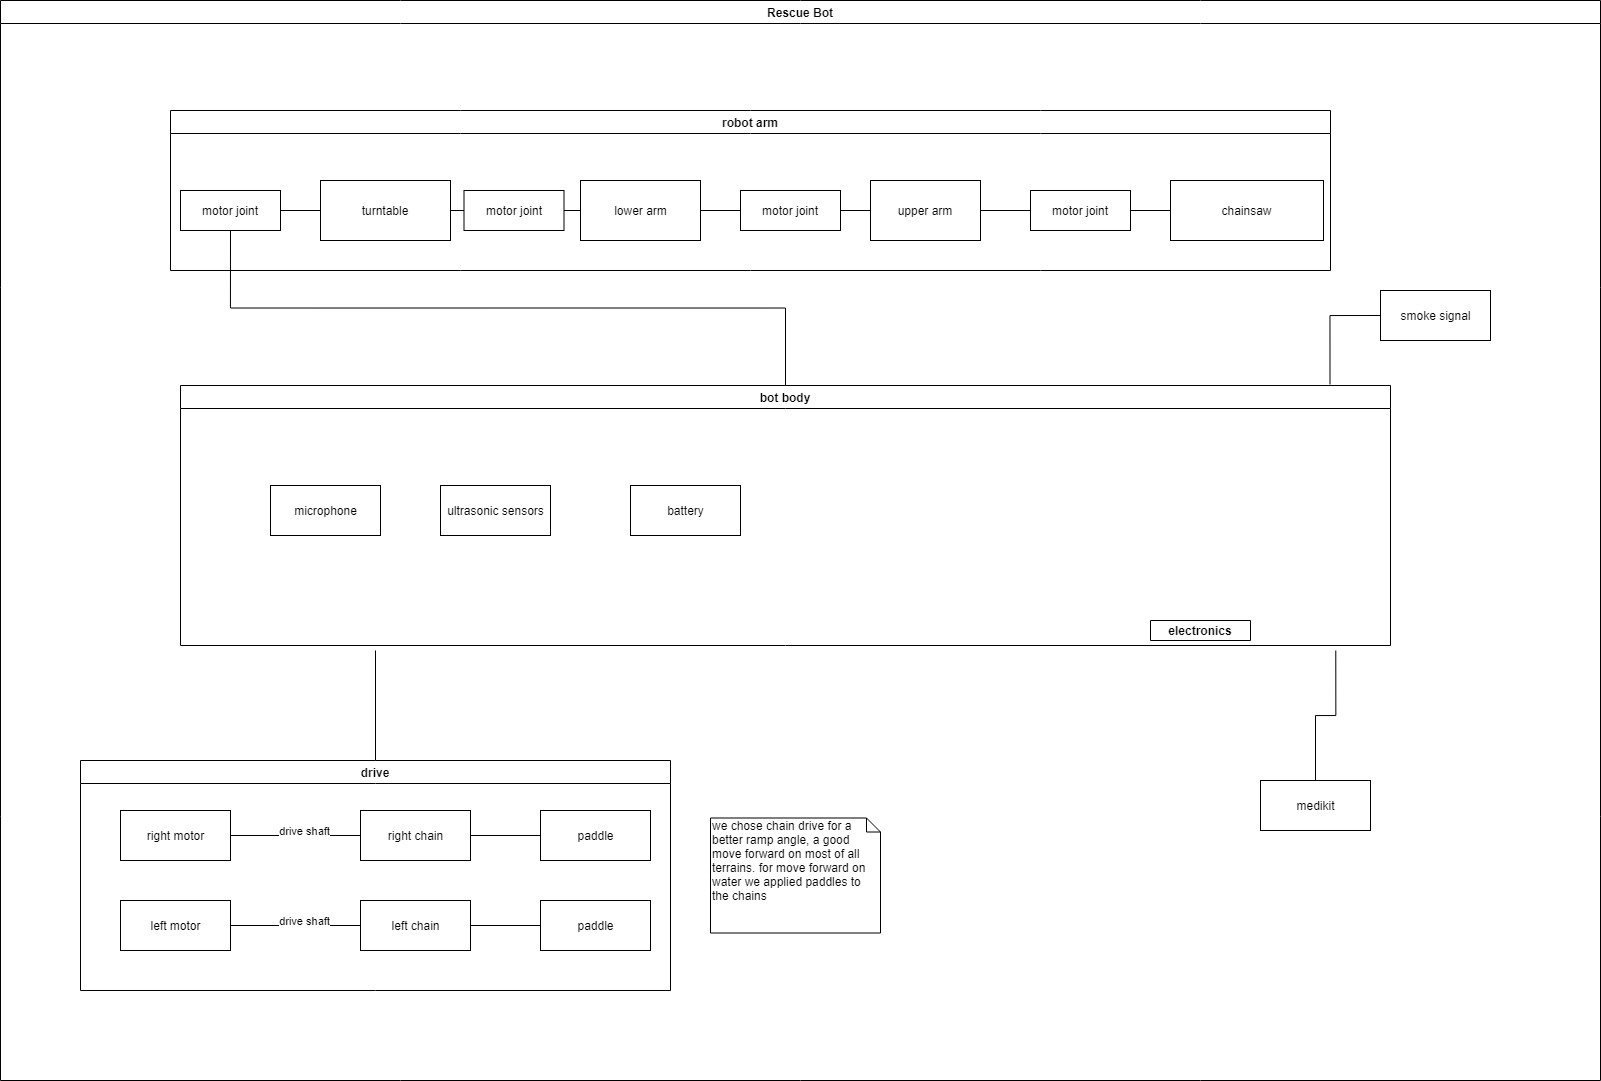 Rescue Bot
robot arm
motor joint
turntable
motor joint
lower arm
motor joint
upper arm
motor joint
chainsaw
smoke signal
bot body
microphone
ultrasonic sensors
battery
electronics
drive
right motor
drive shaft
right chain
paddle
left motor
drive shaft
left chain
paddle
we chose chain drive for a
better ramp angle, a good
move forward on most of all
terrains. for move forward on
water we applied paddles to
the chains
medikit